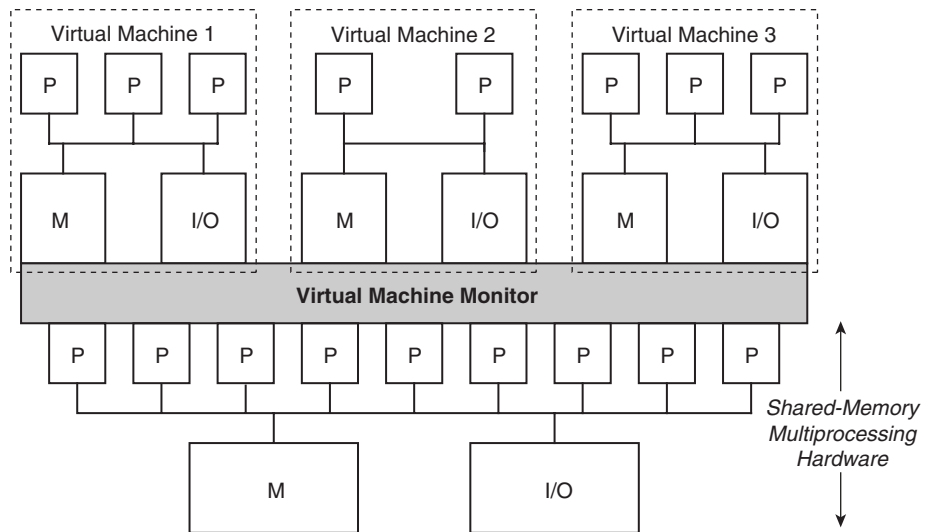 Virtual Machine 1
Virtual Machine 2
Virtual Machine 3
P P P
P P
P P P
M I/O
M I/O
M I/O
Virtual Machine Monitor
P P P P P P P P P
Shared-Memory
Multiprocessing
Hardware
M I/O